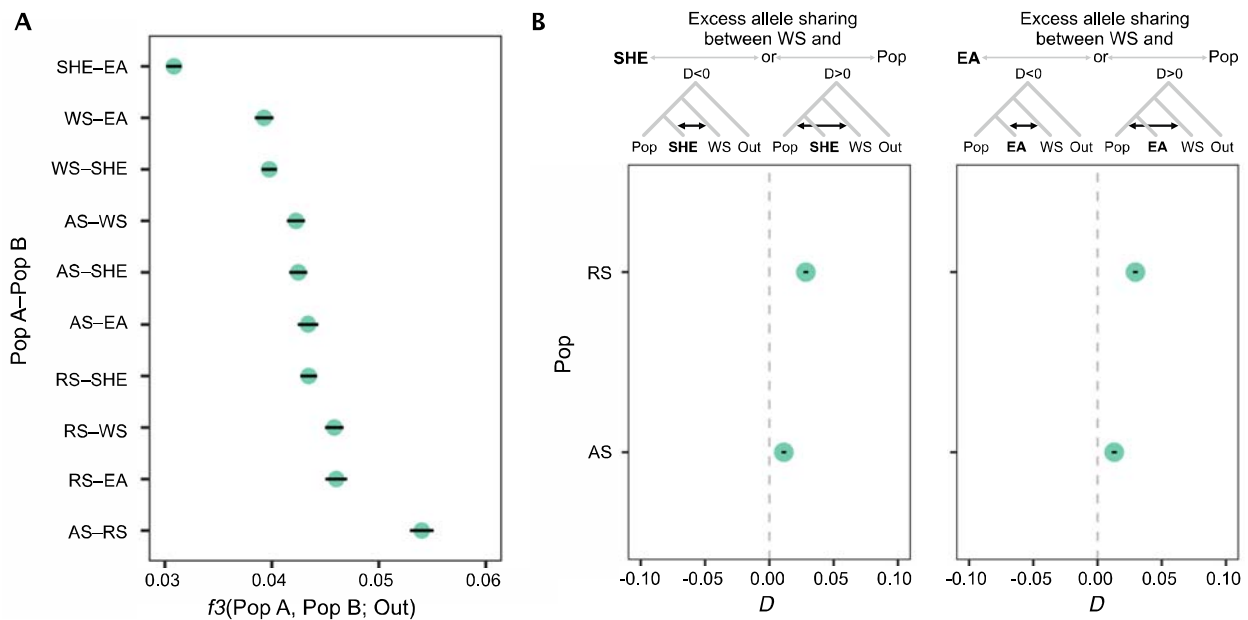 A
Pop A–Pop B
SHE–EA
WS–EA
WS–SHE
AS–WS
AS–SHE
AS–EA
RS–SHE
RS–WS
RS–EA
AS–RS
0.03 0.04 0.05 0.06
f3(Pop A, Pop B; Out)
B
Excess allele sharing
between WS and
SHE or Pop
D<0 D>0
Pop SHE WS Out Pop SHE WS Out
Excess allele sharing
between WS and
EA or Pop
D<0 D>0
Pop EA WS Out Pop EA WS Out
Pop
RS
AS
-0.10 -0.05 0.00 0.05 0.10
D
-0.10 -0.05 0.00 0.05 0.10
D